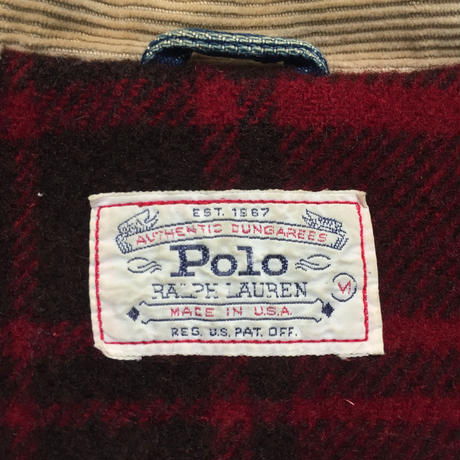 EST. 1967
AUTHENTIC DUNGAREES
Polo
RALPH LAUREN
M
MADE IN U.S.A.
REG. U.S. PAT. OFF.